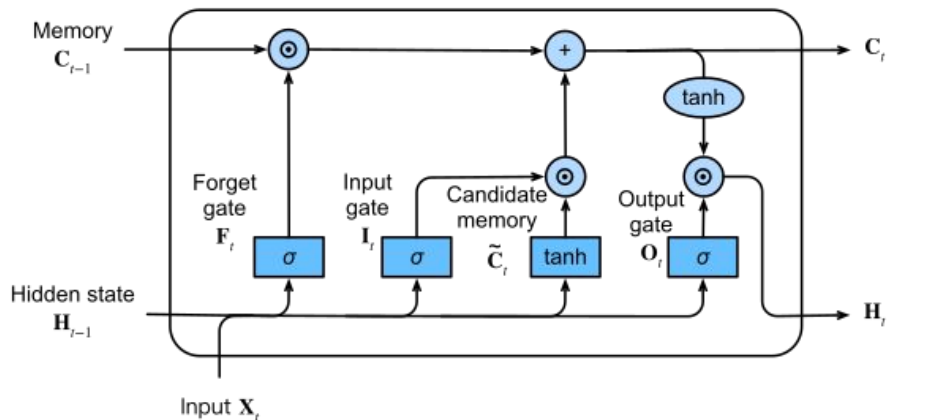 Memory
C_{t-1}
⊙
+
C_t
tanh
Forget
gate
F_t
Input
gate
I_t
Candidate
memory
C̃_t
⊙
Output
gate
O_t
⊙
σ
σ
tanh
σ
Hidden state
H_{t-1}
H_t
Input X_t